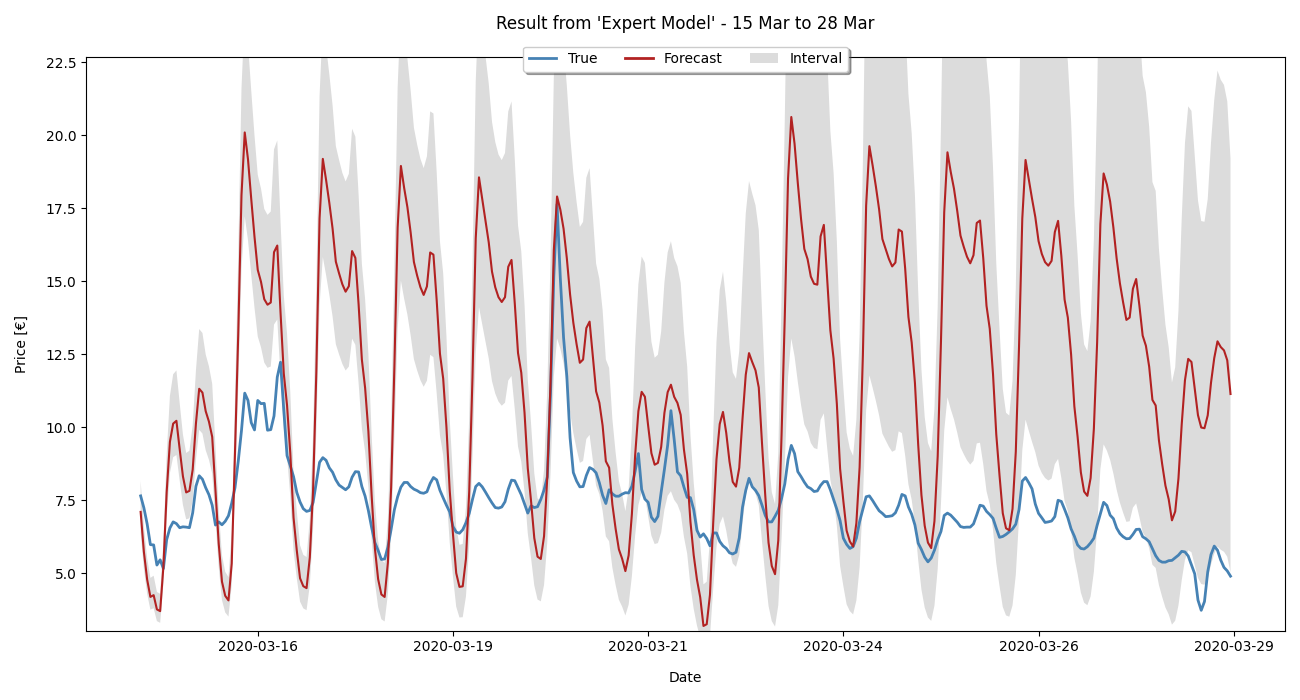 Result from 'Expert Model' - 15 Mar to 28 Mar
True Forecast Interval
22.5
20.0
17.5
15.0
12.5
10.0
7.5
5.0
Price [€]
2020-03-16 2020-03-19 2020-03-21 2020-03-24 2020-03-26 2020-03-29
Date